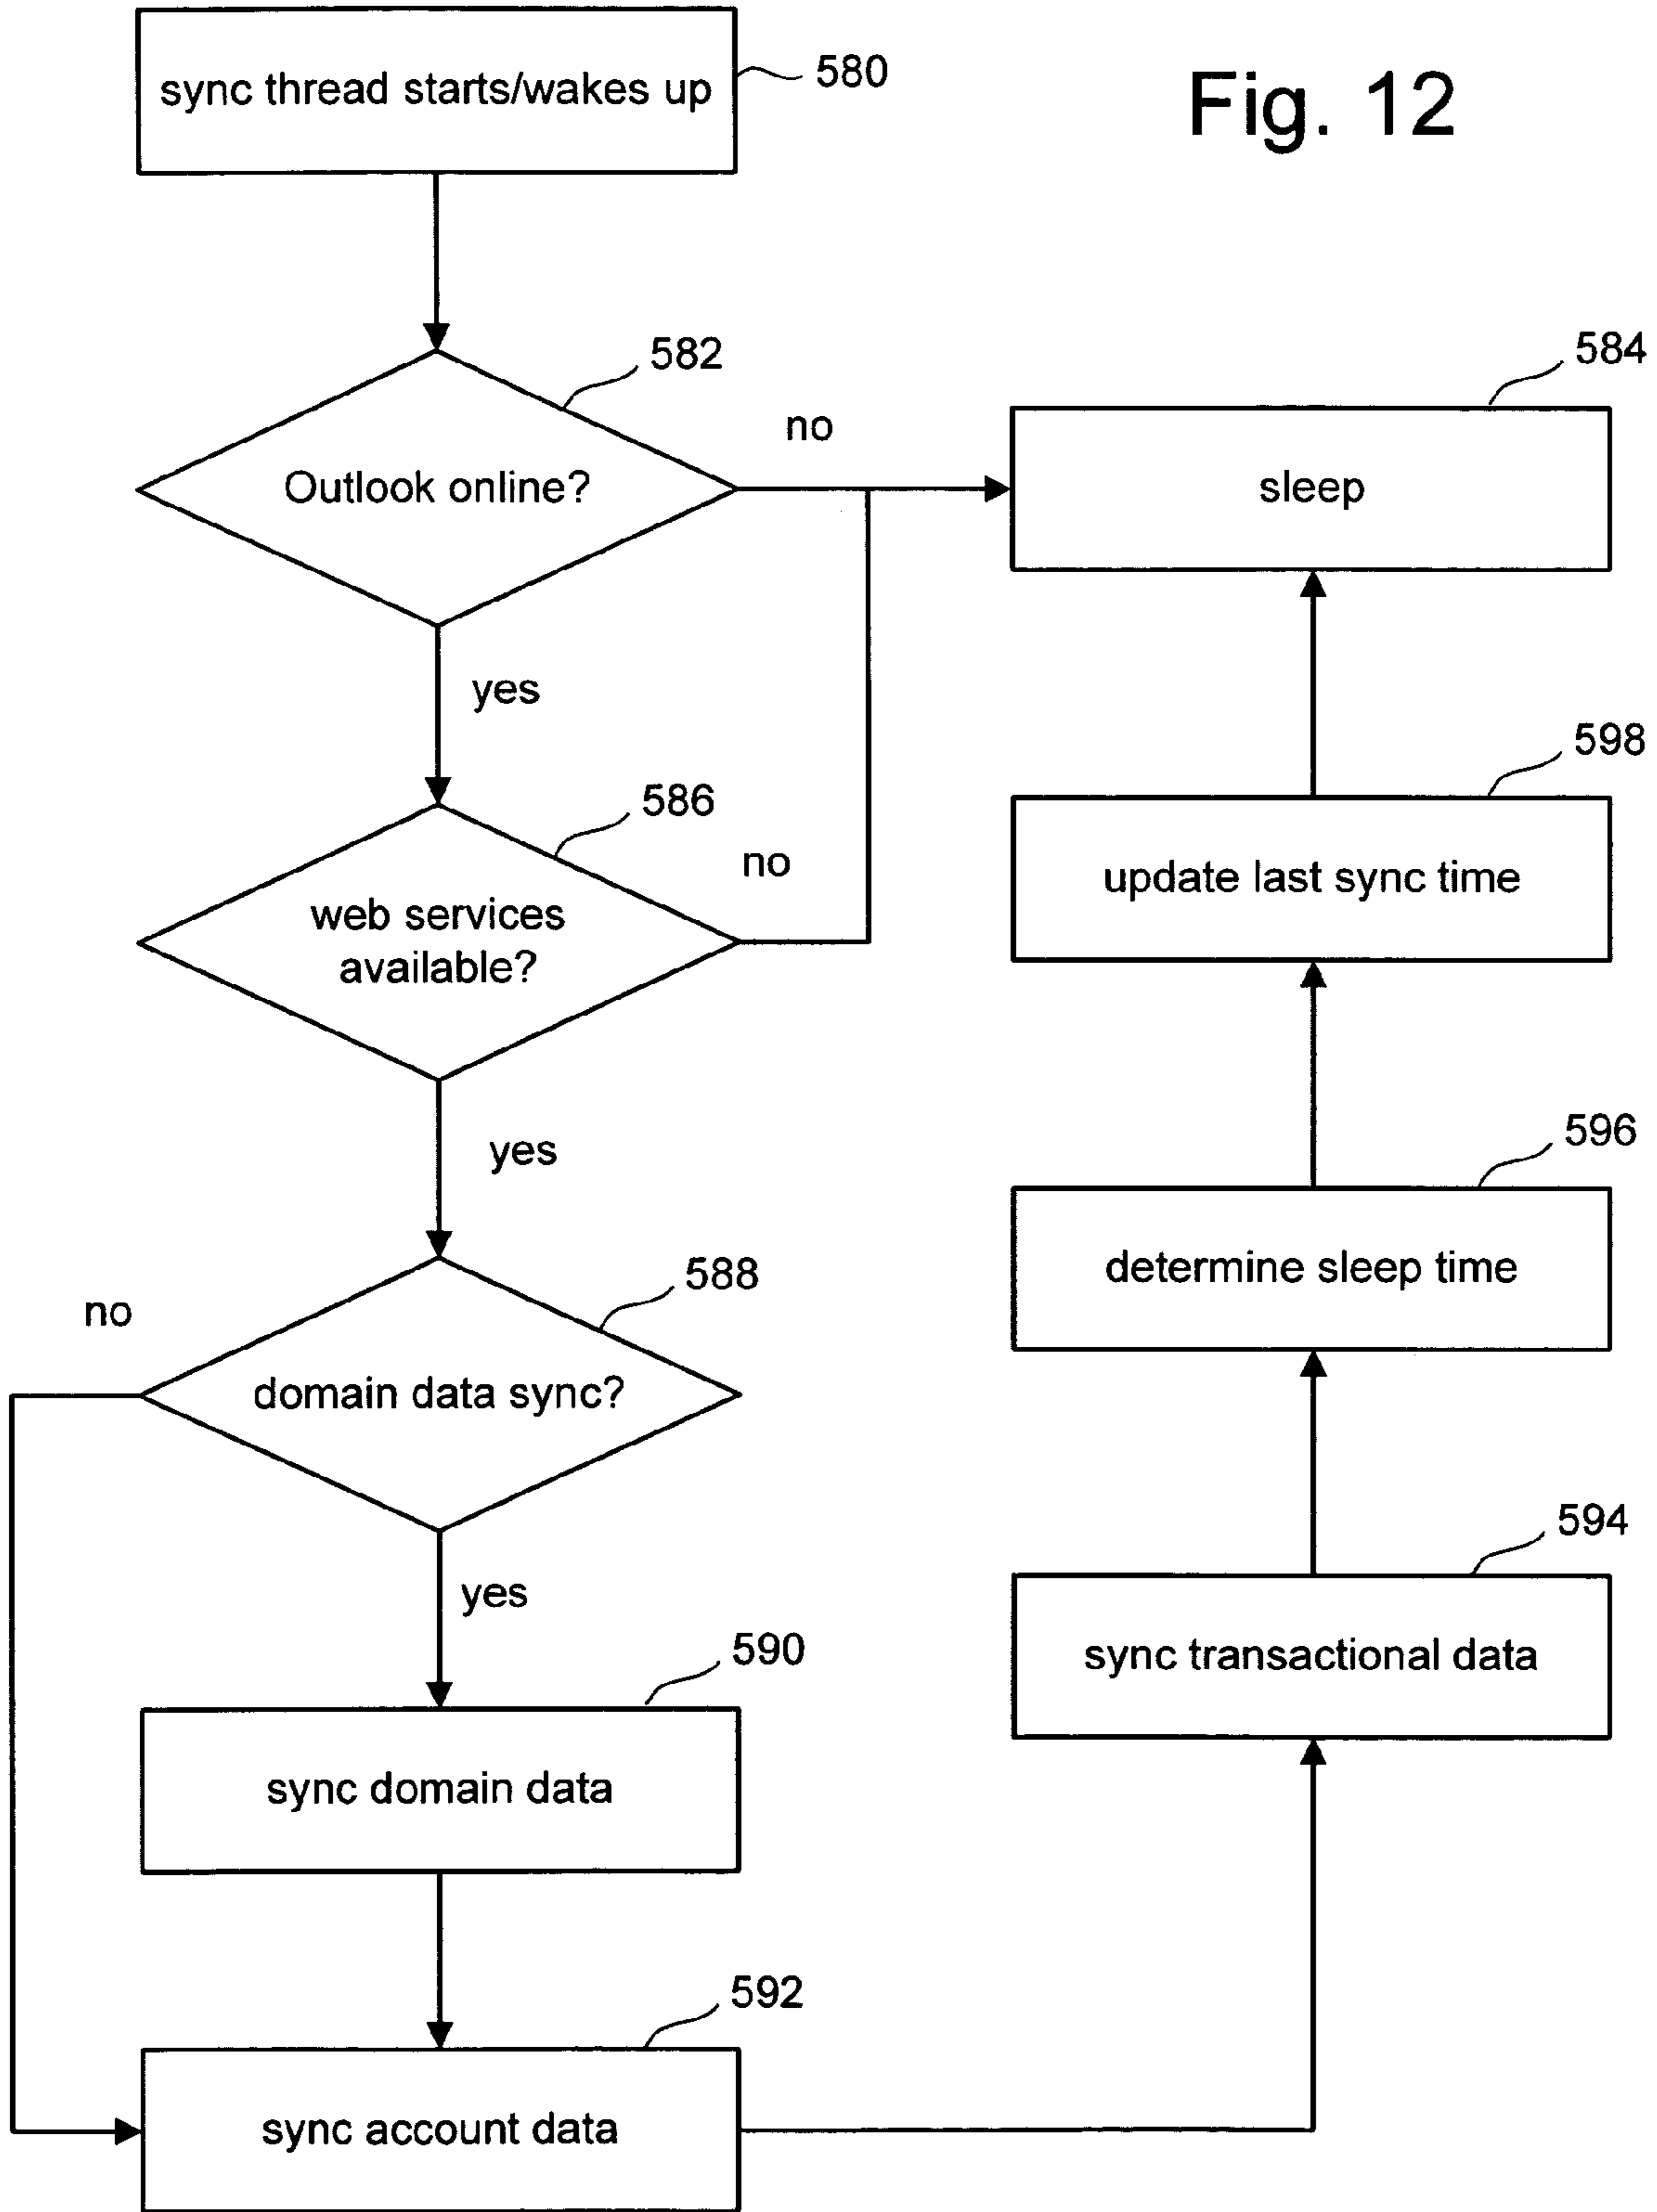 Fig. 12
sync thread starts/wakes up
580
582
Outlook online?
no
584
sleep
yes
586
web services
available?
no
598
update last sync time
yes
596
determine sleep time
588
no
domain data sync?
594
sync transactional data
yes
590
sync domain data
592
sync account data